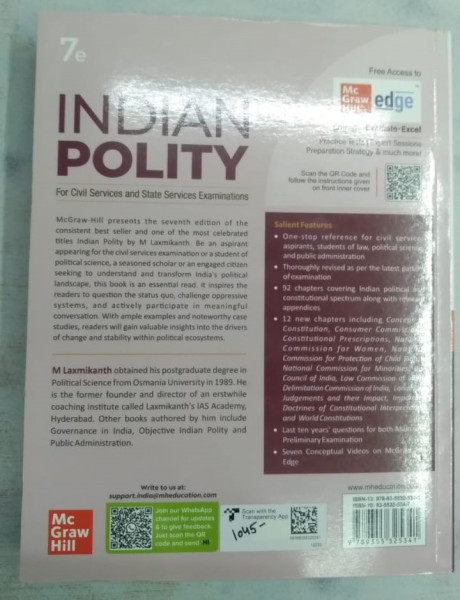 7e
Free Access to
Mc
Graw
Hill
edge
INDIAN
POLITY
For Civil Services and State Services Examinations
Preparation Strategy & much more!
Scan the QR Code and
follow the instructions given
on front inner cover
McGraw-Hill presents the seventh edition of the
consistent best seller and one of the most celebrated
titles Indian Polity by M Laxmikanth. Be an aspirant
appearing for the civil services examination or a student of
political science, a seasoned scholar or an engaged citizen
seeking to understand and transform India's political
landscape, this book is an essential read. It inspires the
readers to question the status quo, challenge oppressive
systems, and actively participate in meaningful
conversation. With ample examples and noteworthy case
studies, readers will gain valuable insights into the drivers
of change and stability within political ecosystems.
M Laxmikanth obtained his postgraduate degree in
Political Science from Osmania University in 1989. He
is the former founder and director of an erstwhile
coaching institute called Laxmikanth's IAS Academy,
Hyderabad. Other books authored by him include
Governance in India, Objective Indian Polity and
Public Administration.
Salient Features
• One-stop reference for civil
aspirants, students of law, political
and public administration
• Thoroughly revised as per the latest
of examination
• 92 chapters covering Indian political
constitutional spectrum along with
appendices
• 12 new chapters including
Constitution, Consumer
Constitutional Prescriptions,
Commission for Women,
Commission for Protection of Child
National Commission for
Council of India, Law Commission of
Delimitation Commission of India,
Judgements and their Impact,
Doctrines of Constitutional
and World Constitutions
• Last ten years' questions for both
Preliminary Examination
• Seven Conceptual Videos on
Edge
Write to us at:
support.india@mheducation.com
Mc
Graw
Hill
Join our WhatsApp
channel for updates
& to give feedback.
Just scan the QR
code and send Hi
Scan with the
Transparency App
1045-
9 789355 325341